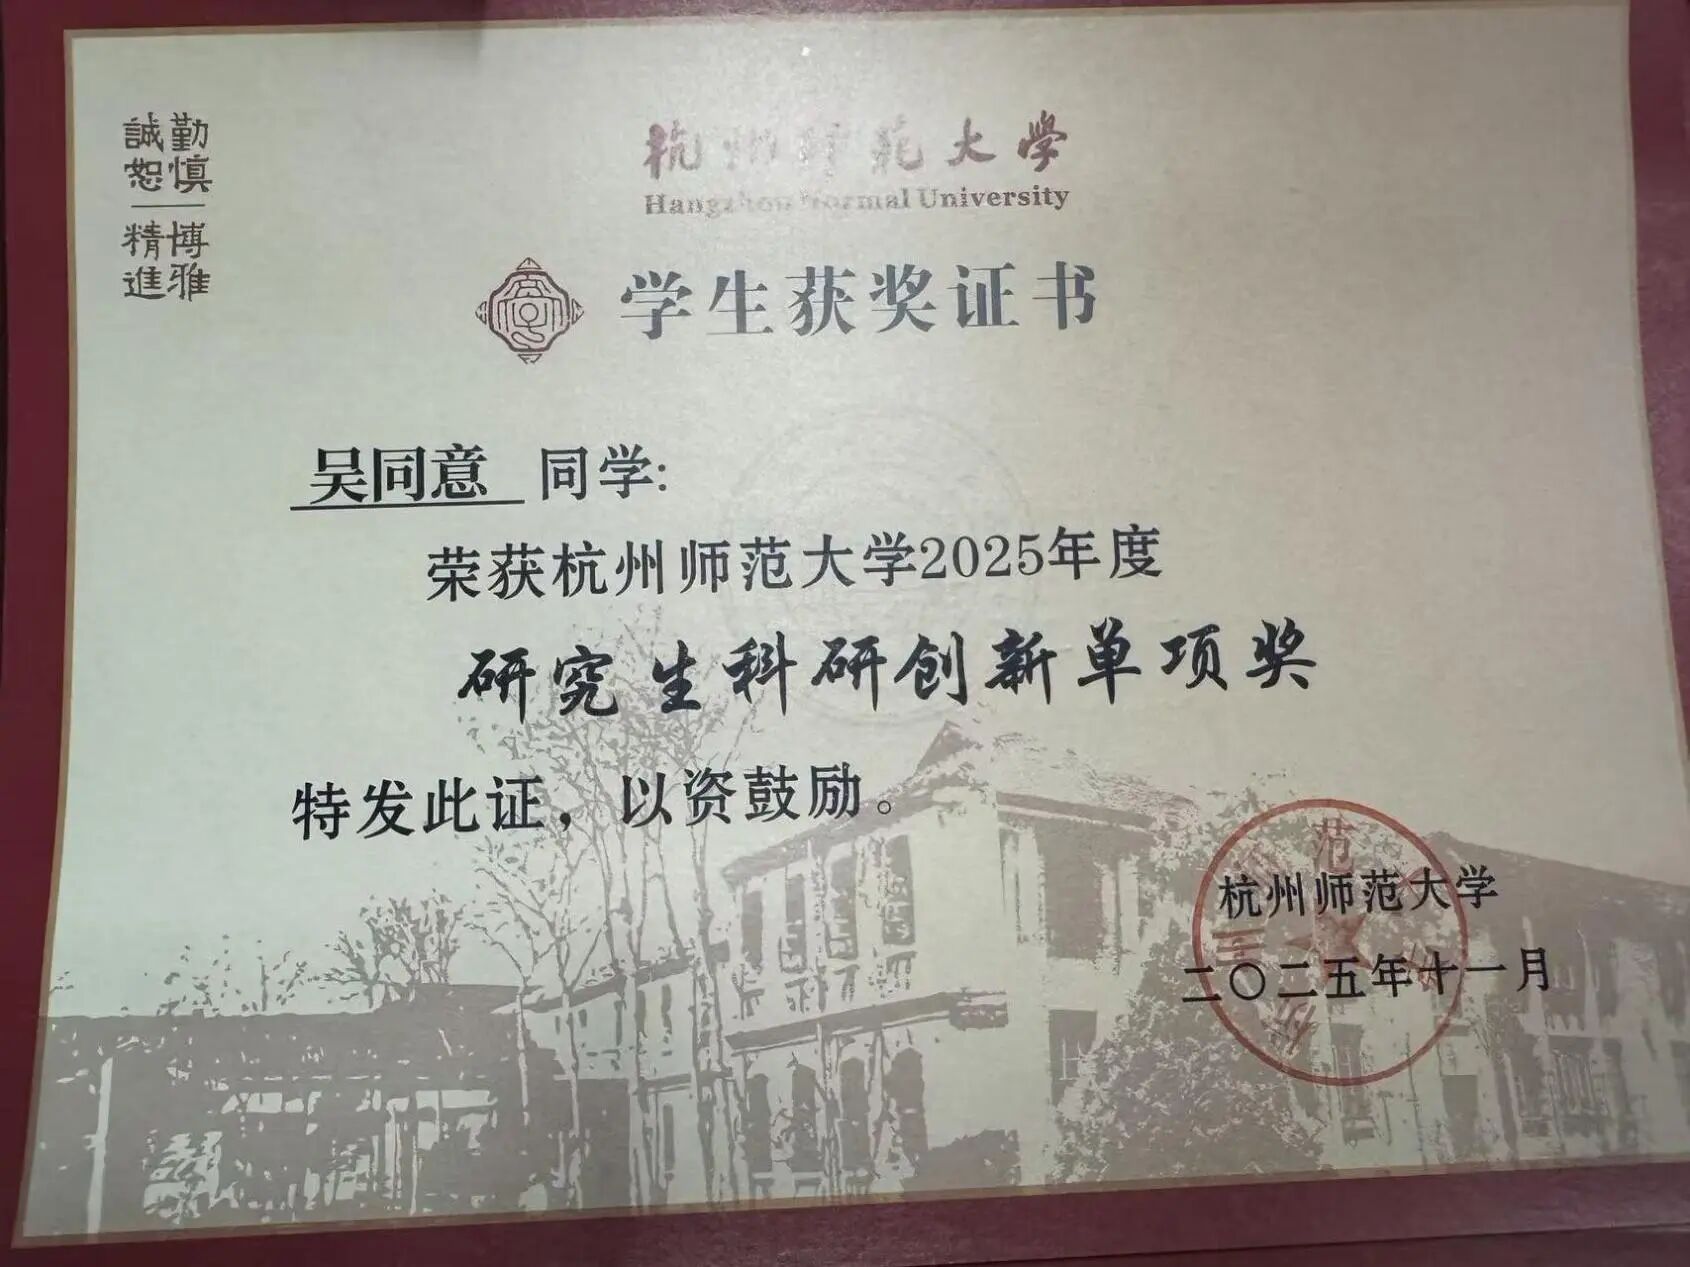 勤慎 博雅
誠恕 精進
杭州师范大学
Hangzhou Normal University
学生获奖证书
吴同意 同学:
荣获杭州师范大学2025年度
研究生科研创新单项奖
特发此证，以资鼓励。
杭州师范大学
二〇二五年十一月